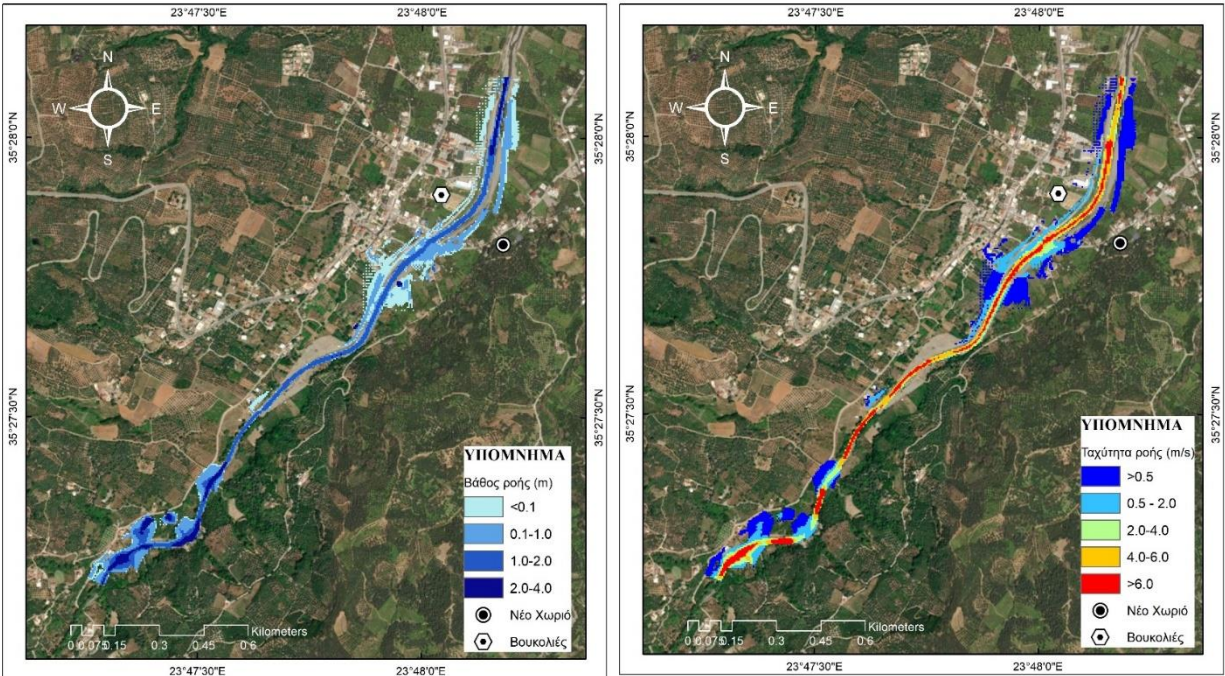 23°47'30"E 23°48'0"E
N
W E
S
35°28'0"N 35°28'0"N
35°27'30"N 35°27'30"N
ΥΠΟΜΝΗΜΑ
Βάθος ροής (m)
<0.1
0.1-1.0
1.0-2.0
2.0-4.0
Νέο Χωριό
Βουκολιές
Kilometers
0 0.075 0.15 0.3 0.45 0.6
23°47'30"E 23°48'0"E
23°47'30"E 23°48'0"E
N
W E
S
35°28'0"N 35°28'0"N
35°27'30"N 35°27'30"N
ΥΠΟΜΝΗΜΑ
Ταχύτητα ροής (m/s)
>0.5
0.5 - 2.0
2.0-4.0
4.0-6.0
>6.0
Νέο Χωριό
Βουκολιές
Kilometers
0 0.075 0.15 0.3 0.45 0.6
23°47'30"E 23°48'0"E